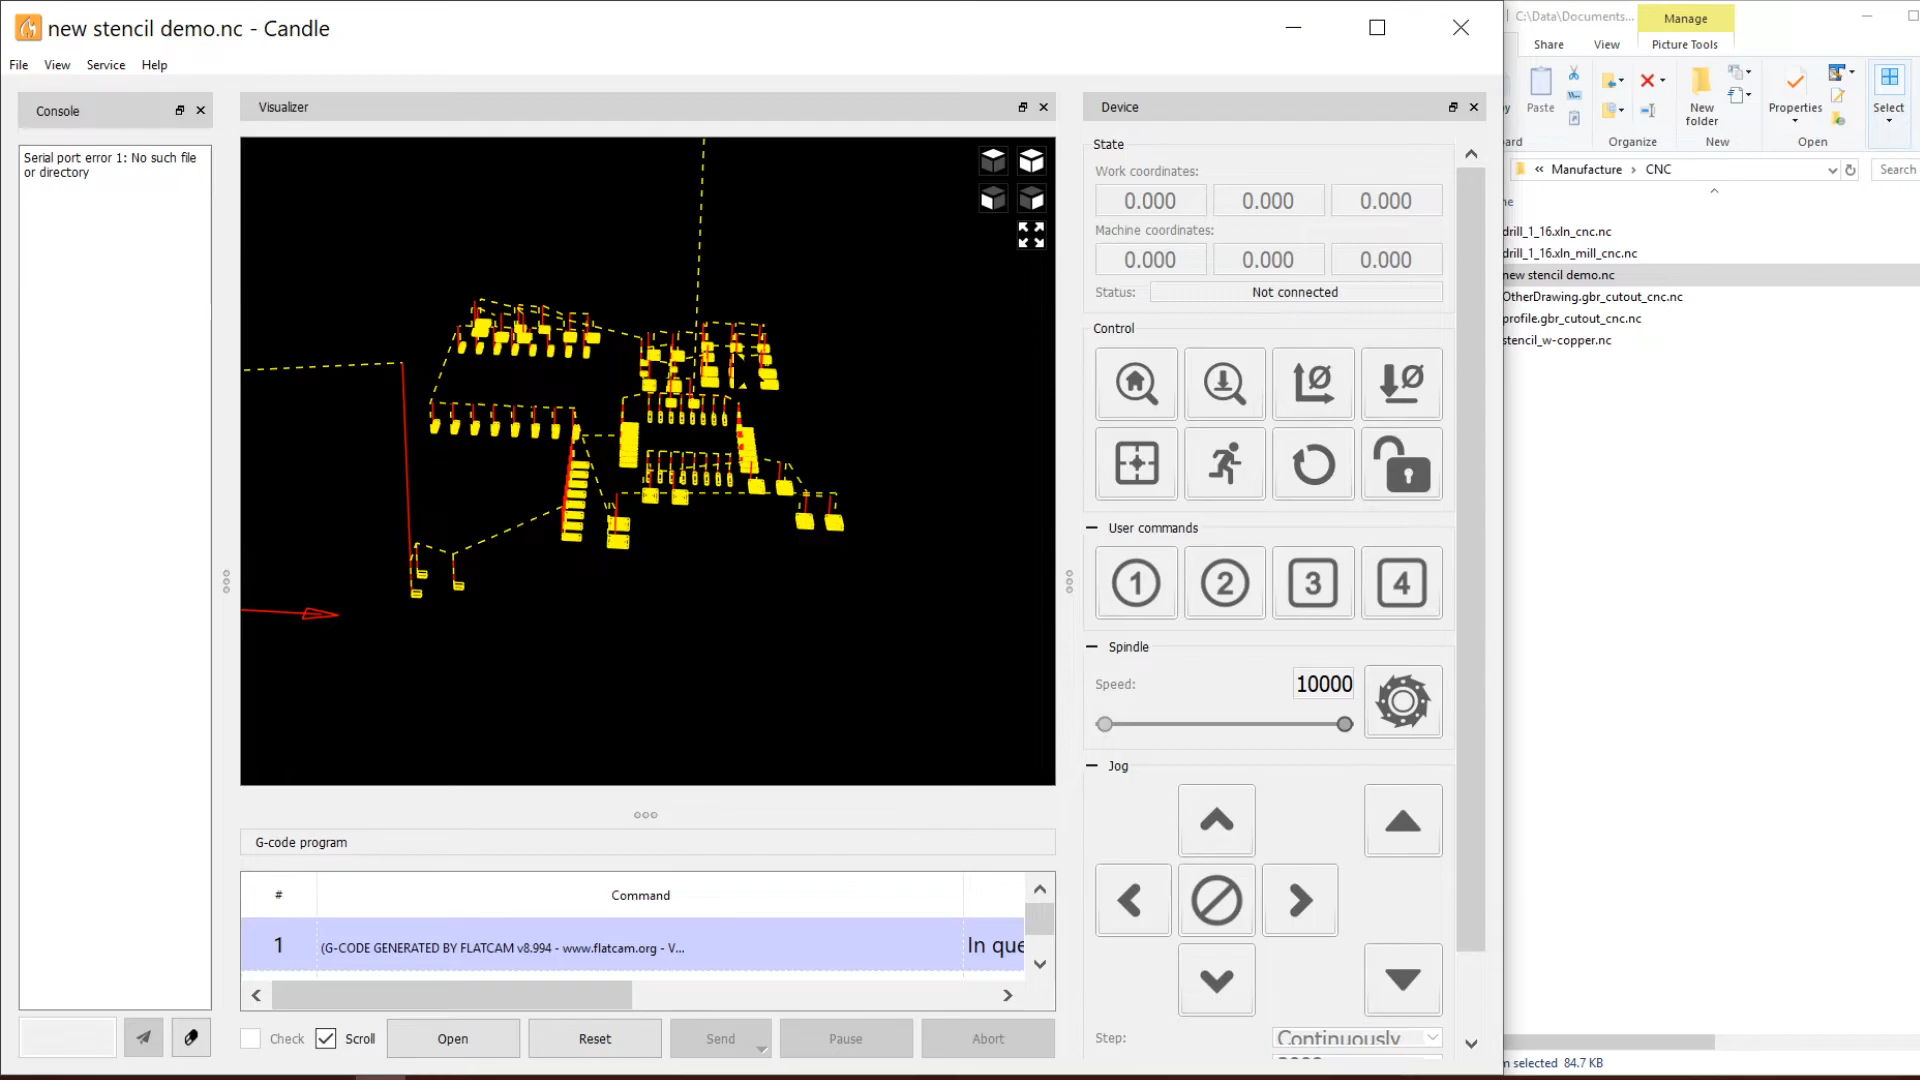 new stencil demo.nc - Candle
File View Service Help
Console
Serial port error 1: No such file
or directory
Visualizer
G-code program
# Command
1 (G-CODE GENERATED BY FLATCAM v8.994 - www.flatcam.org - V... In que
Check Scroll Open Reset Send Pause Abort
Device
State
Work coordinates:
0.000 0.000 0.000
Machine coordinates:
0.000 0.000 0.000
Status: Not connected
Control
User commands
1 2 3 4
Spindle
Speed: 10000
Jog
Step: Continuously
C:\Data\Documents...
Manage
Share View Picture Tools
Paste
New
folder
Properties
Select
Organize New Open
« Manufacture › CNC
Search
drill_1_16.xln_cnc.nc
drill_1_16.xln_mill_cnc.nc
new stencil demo.nc
OtherDrawing.gbr_cutout_cnc.nc
profile.gbr_cutout_cnc.nc
stencil_w-copper.nc
selected 84.7 KB